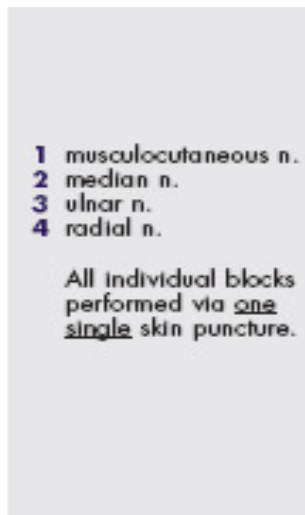 1 musculocutaneous n.
2 median n.
3 ulnar n.
4 radial n.
All individual blocks
performed via one
single skin puncture.